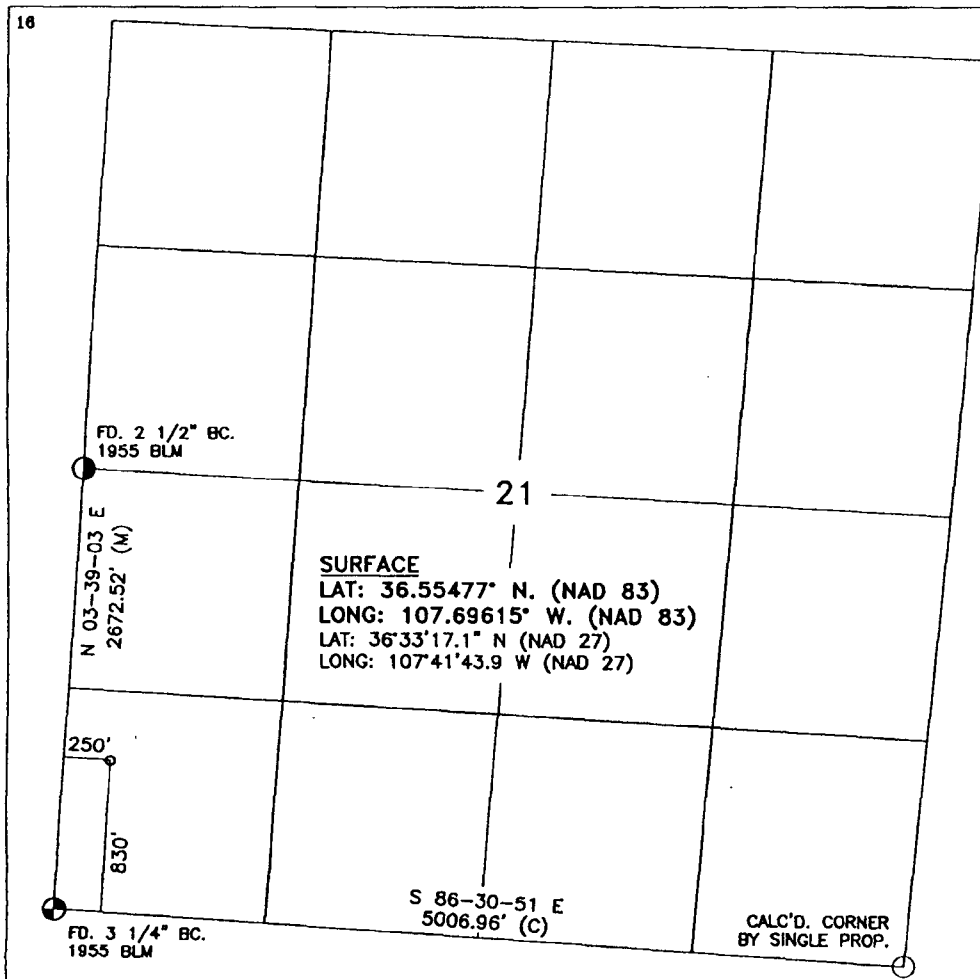 16
FD. 2 1/2" BC.
1955 BLM
21
N 03-39-03 E
2672.52' (M)
SURFACE
LAT: 36.55477° N. (NAD 83)
LONG: 107.69615° W. (NAD 83)
LAT: 36°33'17.1" N (NAD 27)
LONG: 107°41'43.9 W (NAD 27)
250'
830'
S 86-30-51 E
5006.96' (C)
CALC'D. CORNER
BY SINGLE PROP.
FD. 3 1/4" BC.
1955 BLM